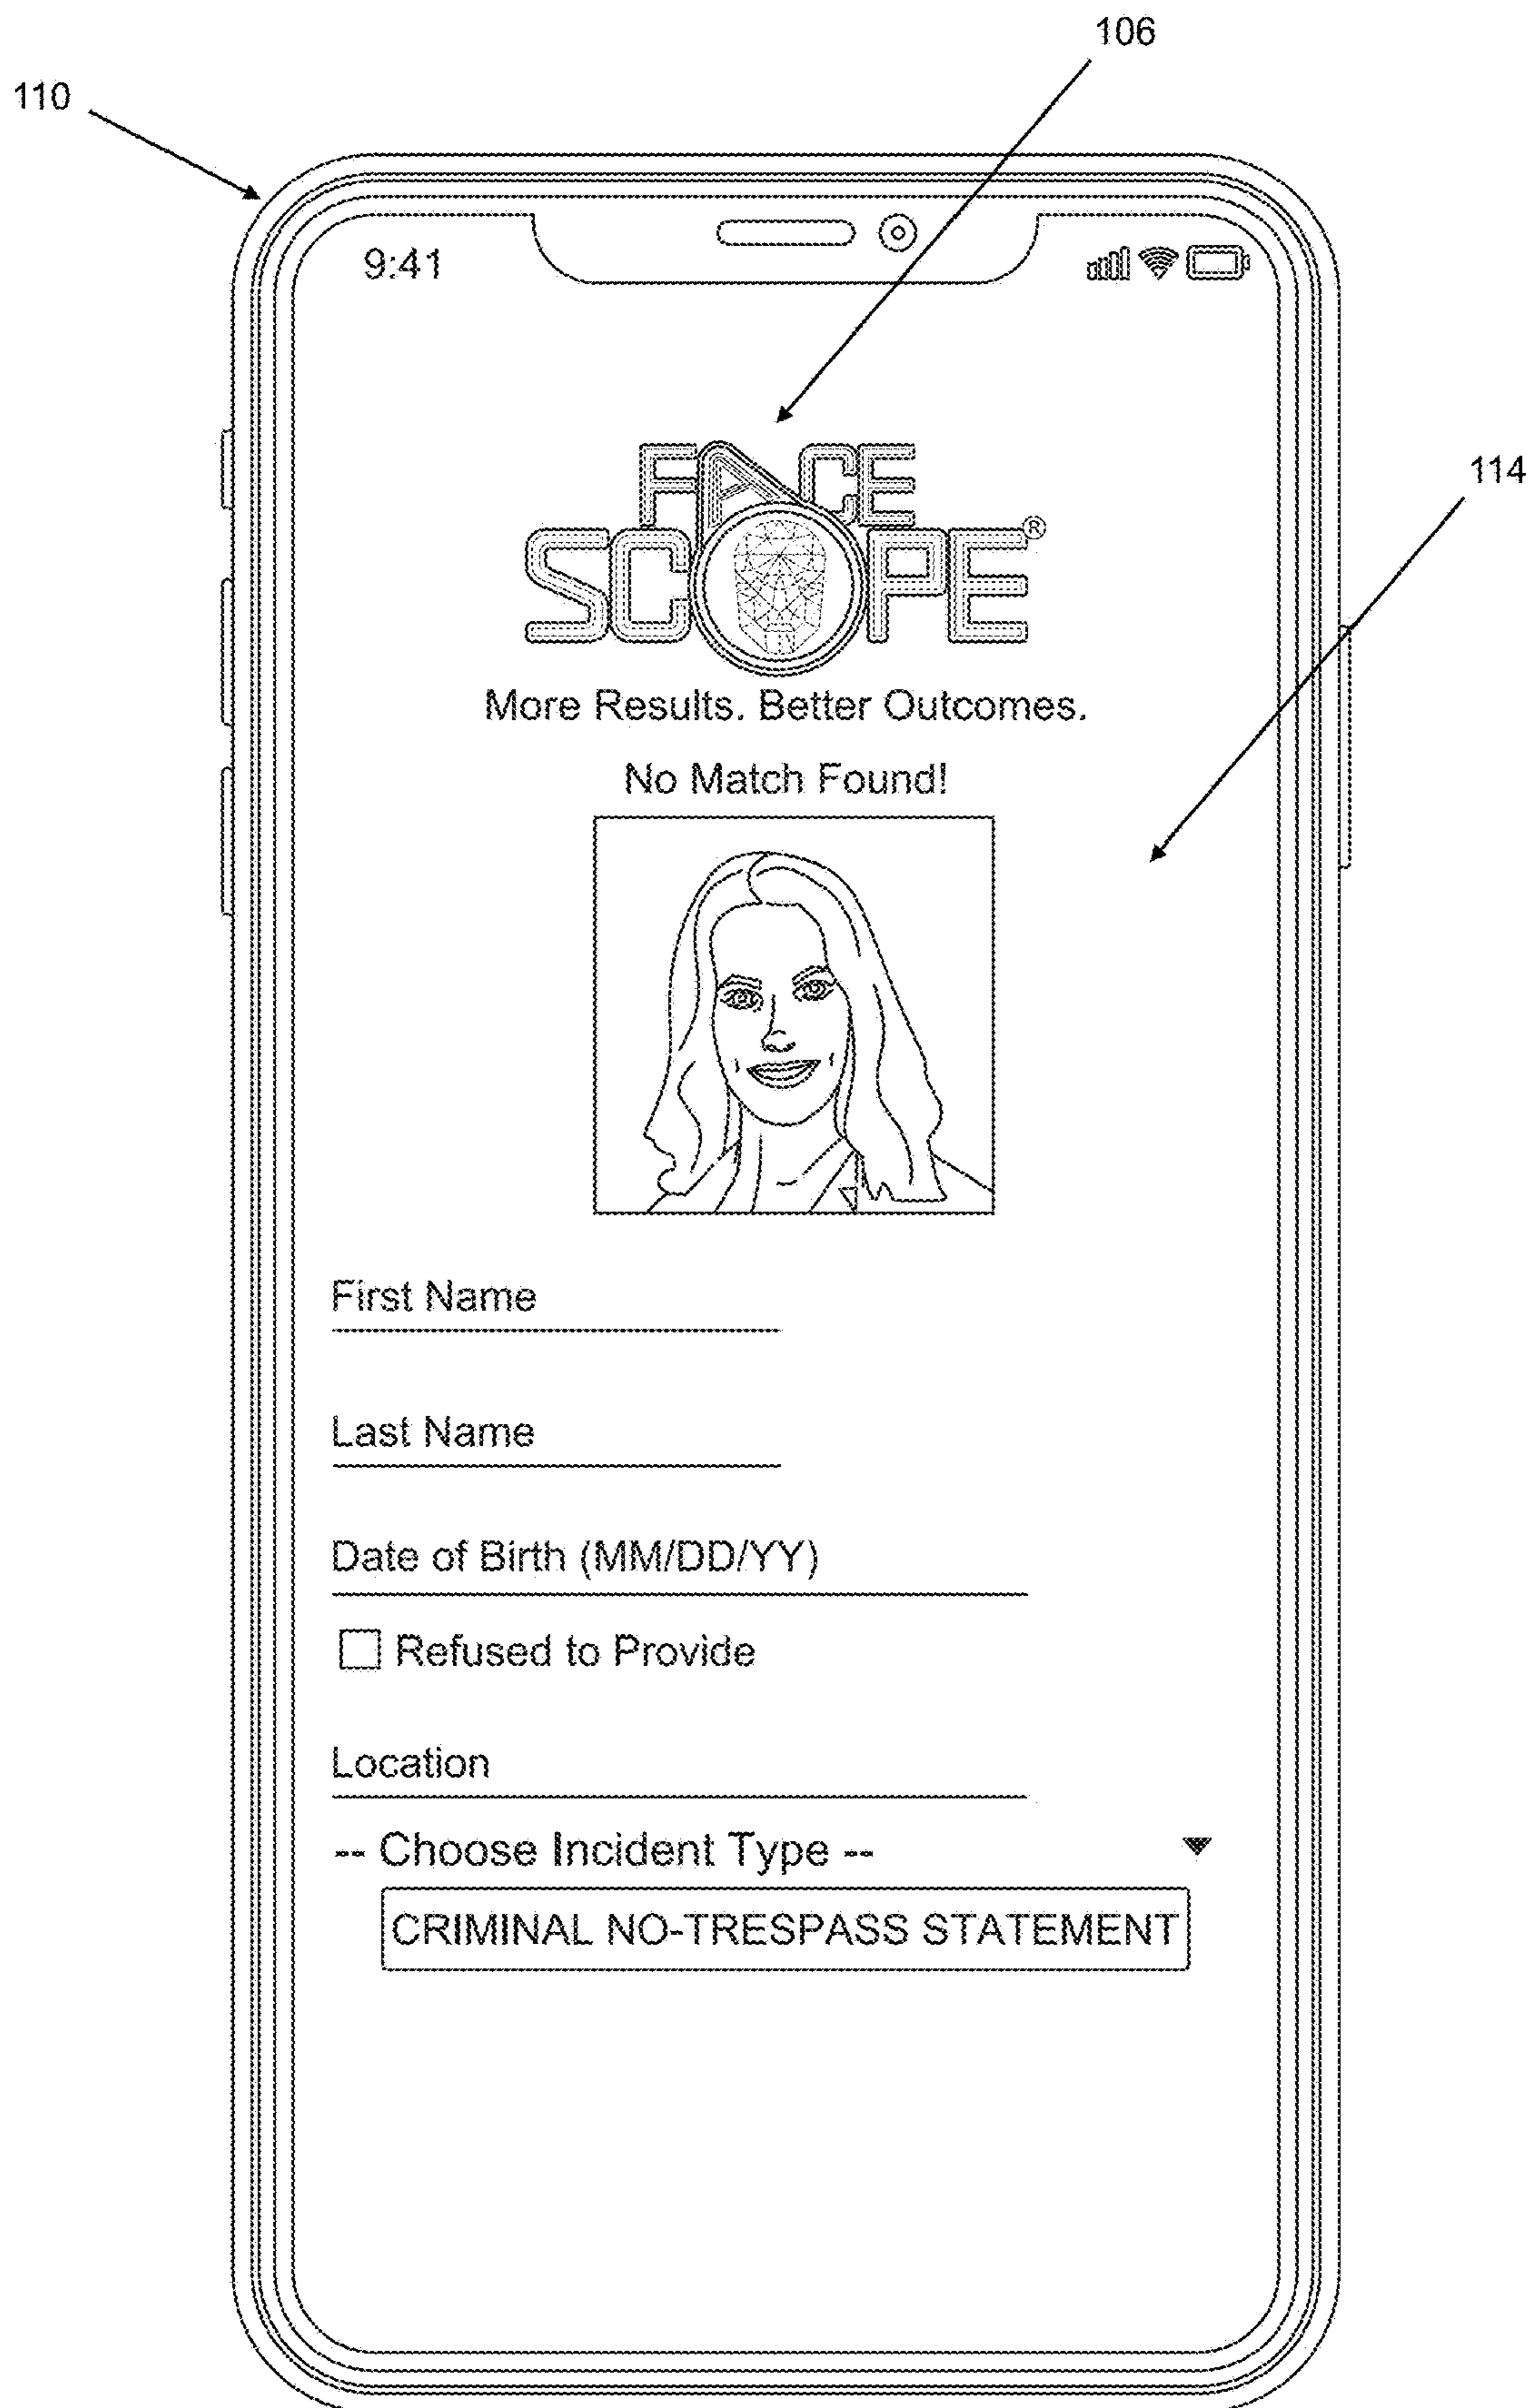 106
110
9:41
114
FACE
SCOPE®
More Results. Better Outcomes.
No Match Found!
First Name
Last Name
Date of Birth (MM/DD/YY)
Refused to Provide
Location
-- Choose Incident Type --
CRIMINAL NO-TRESPASS STATEMENT